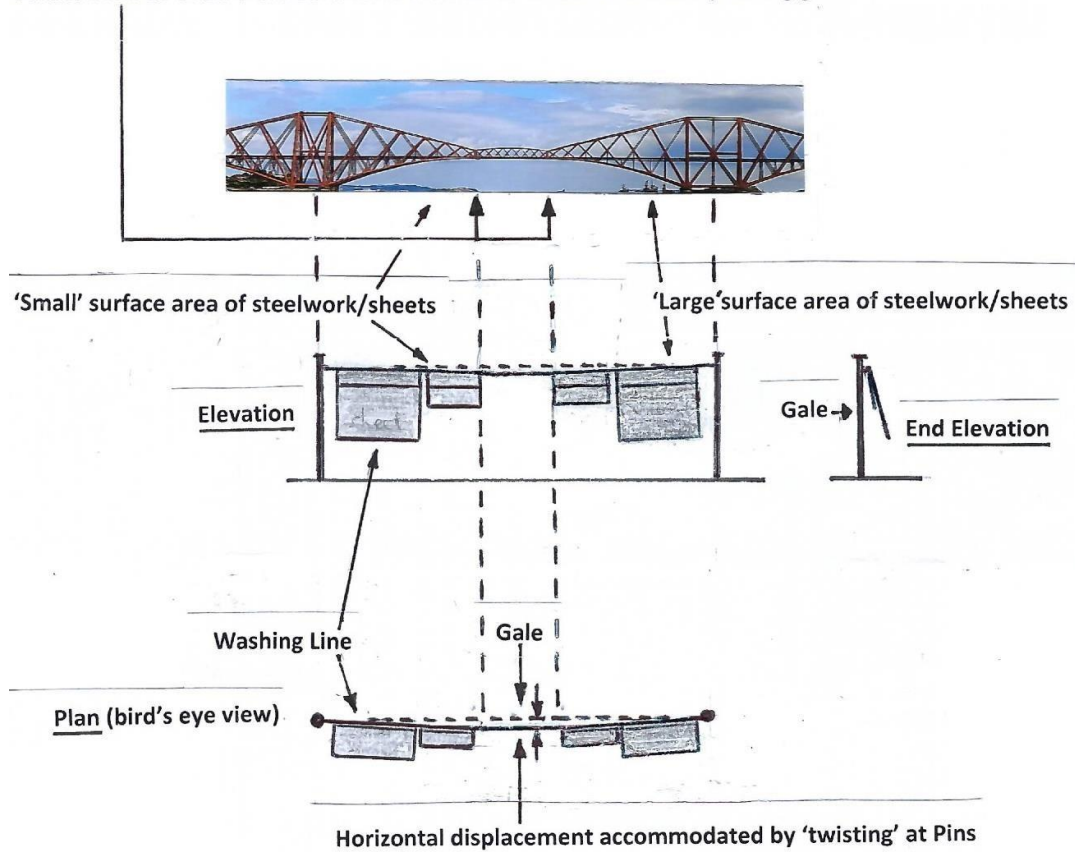 'Small' surface area of steelwork/sheets
'Large' surface area of steelwork/sheets
Elevation
Gale
End Elevation
Washing Line
Gale
Plan (bird's eye view)
Horizontal displacement accommodated by 'twisting' at Pins